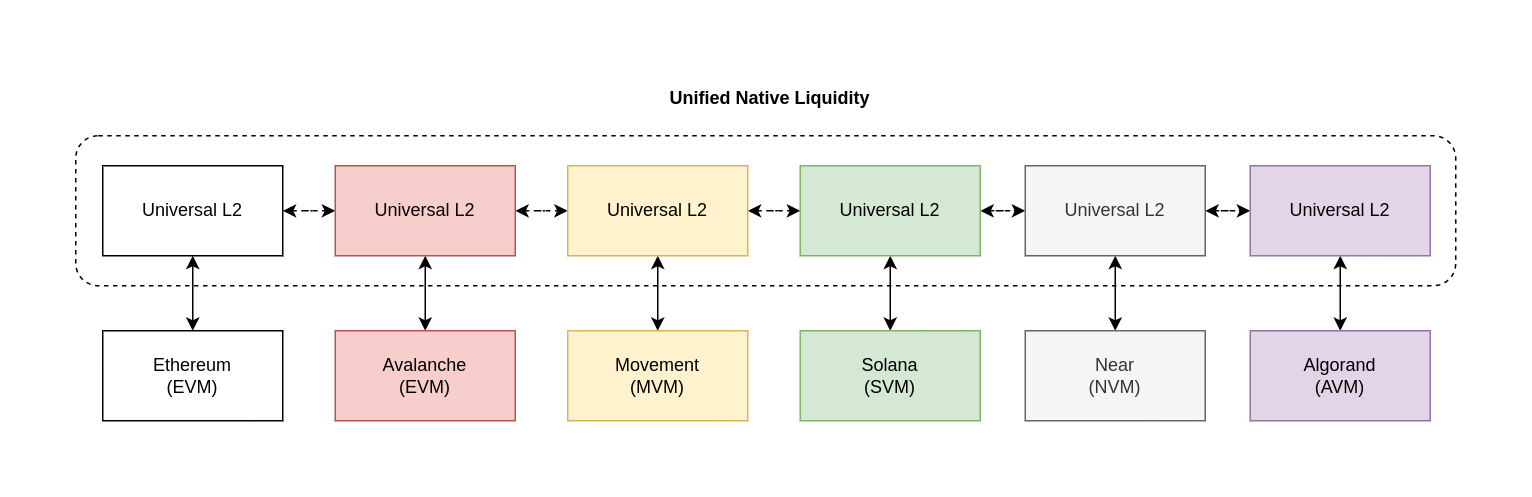 Unified Native Liquidity
Universal L2
Universal L2
Universal L2
Universal L2
Universal L2
Universal L2
Ethereum
(EVM)
Avalanche
(EVM)
Movement
(MVM)
Solana
(SVM)
Near
(NVM)
Algorand
(AVM)